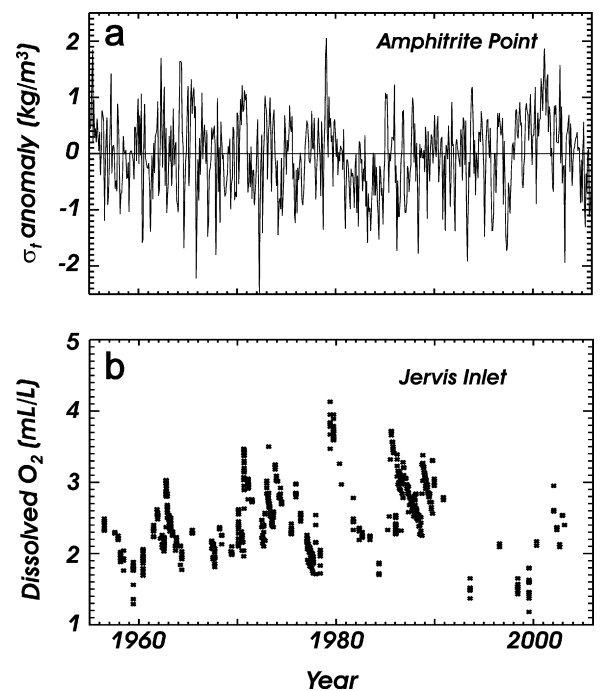 a
Amphitrite Point
2
1
0
-1
-2
σt anomaly (kg/m³)
b
Jervis Inlet
5
4
3
2
1
Dissolved O₂ (mL/L)
1960 1980 2000
Year